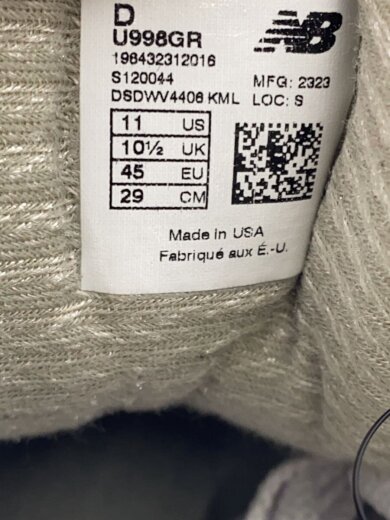 D
NB
U998GR
196432312016
S120044 MFG: 2323
DSDWV4406 KML LOC: S
11 US
10½ UK
45 EU
29 CM
Made in USA
Fabriqué aux É.-U.